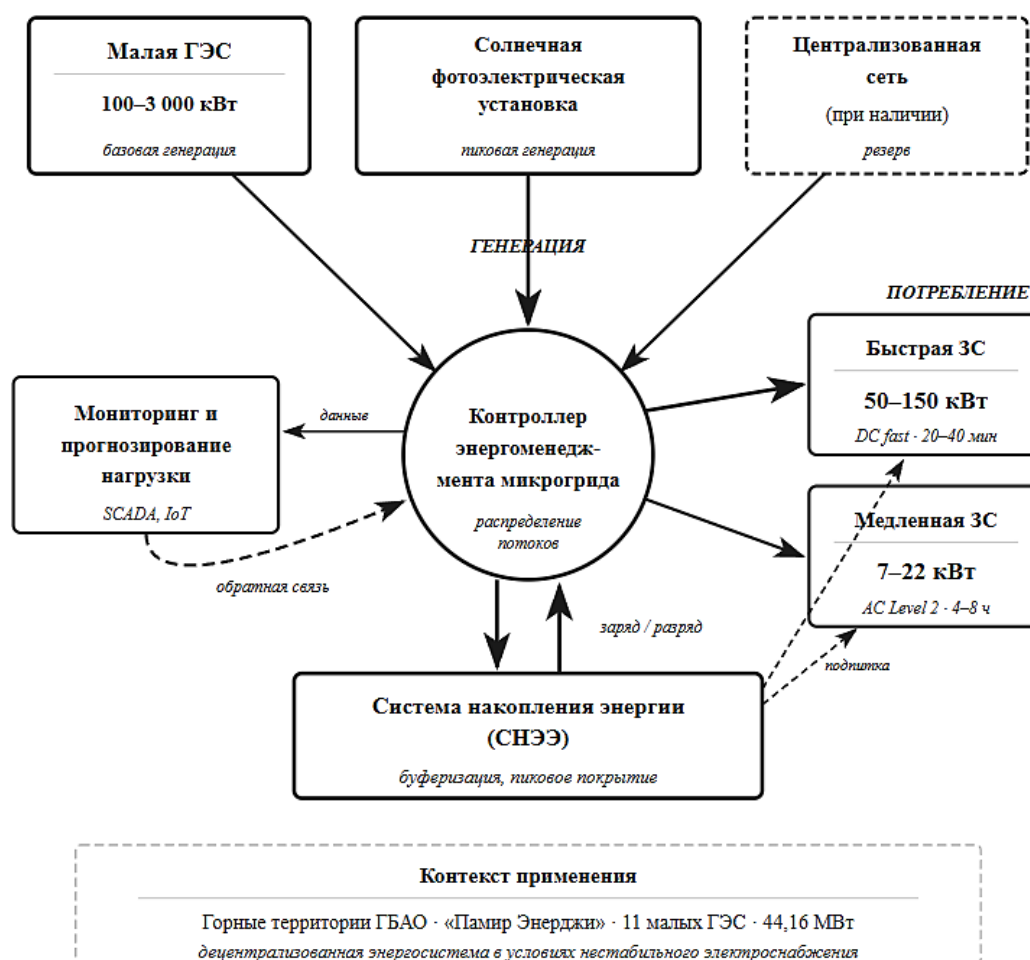 Малая ГЭС
100–3 000 кВт
базовая генерация
Солнечная
фотоэлектрическая
установка
пиковая генерация
Централизованная
сеть
(при наличии)
резерв
ГЕНЕРАЦИЯ
ПОТРЕБЛЕНИЕ
Быстрая ЗС
50–150 кВт
DC fast · 20–40 мин
Мониторинг и
прогнозирование
нагрузки
SCADA, IoT
данные
Контроллер
энергоменедж-
мента микрогрида
распределение
потоков
Медленная ЗС
7–22 кВт
AC Level 2 · 4–8 ч
обратная связь
заряд / разряд
подпитка
Система накопления энергии
(СНЭЭ)
буферизация, пиковое покрытие
Контекст применения
Горные территории ГБАО · «Памир Энерджи» · 11 малых ГЭС · 44,16 МВт
децентрализованная энергосистема в условиях нестабильного электроснабжения